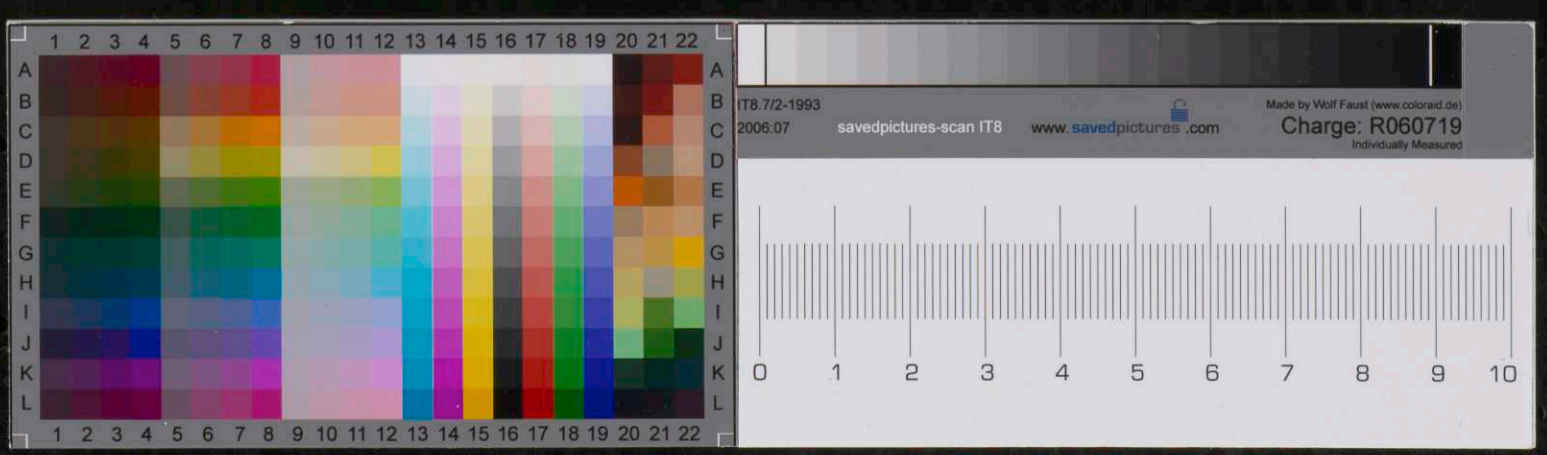 1 2 3 4 5 6 7 8 9 10 11 12 13 14 15 16 17 18 19 20 21 22
A A
B B
C C
D D
E E
F F
G G
H H
I I
J J
K K
L L
1 2 3 4 5 6 7 8 9 10 11 12 13 14 15 16 17 18 19 20 21 22
IT8.7/2-1993
2006:07
savedpictures-scan IT8
www.savedpictures.com
Made by Wolf Faust (www.coloraid.de)
Charge: R060719
Individually Measured
0 1 2 3 4 5 6 7 8 9 10